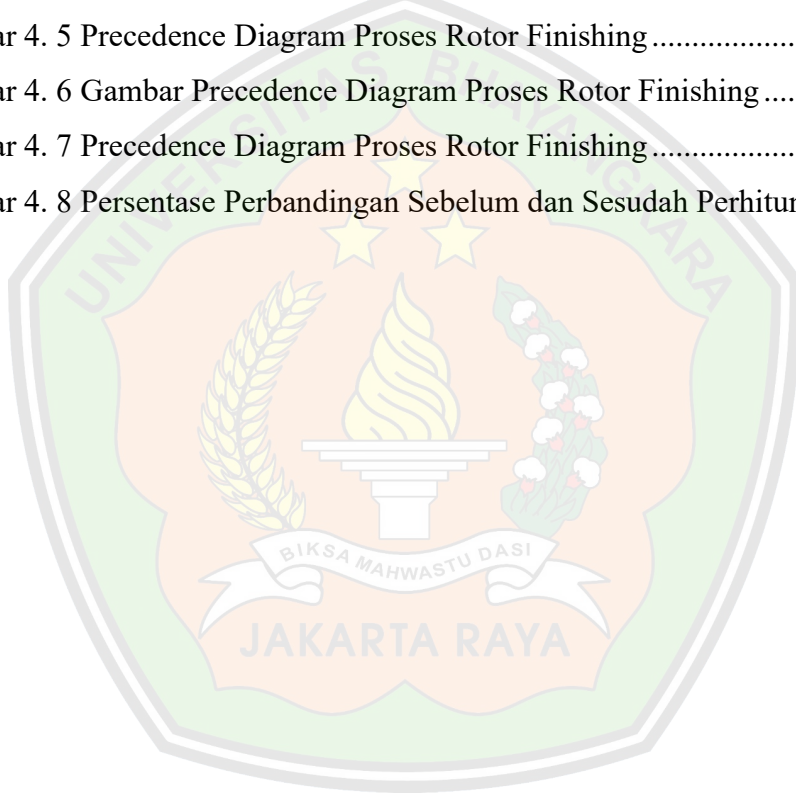 ar 4. 5 Precedence Diagram Proses Rotor Finishing...................
ar 4. 6 Gambar Precedence Diagram Proses Rotor Finishing.....
ar 4. 7 Precedence Diagram Proses Rotor Finishing...................
ar 4. 8 Persentase Perbandingan Sebelum dan Sesudah Perhitun
UNIVERSITAS BHAYANGKARA
BIKSA MAHWASTU DASI
JAKARTA RAYA